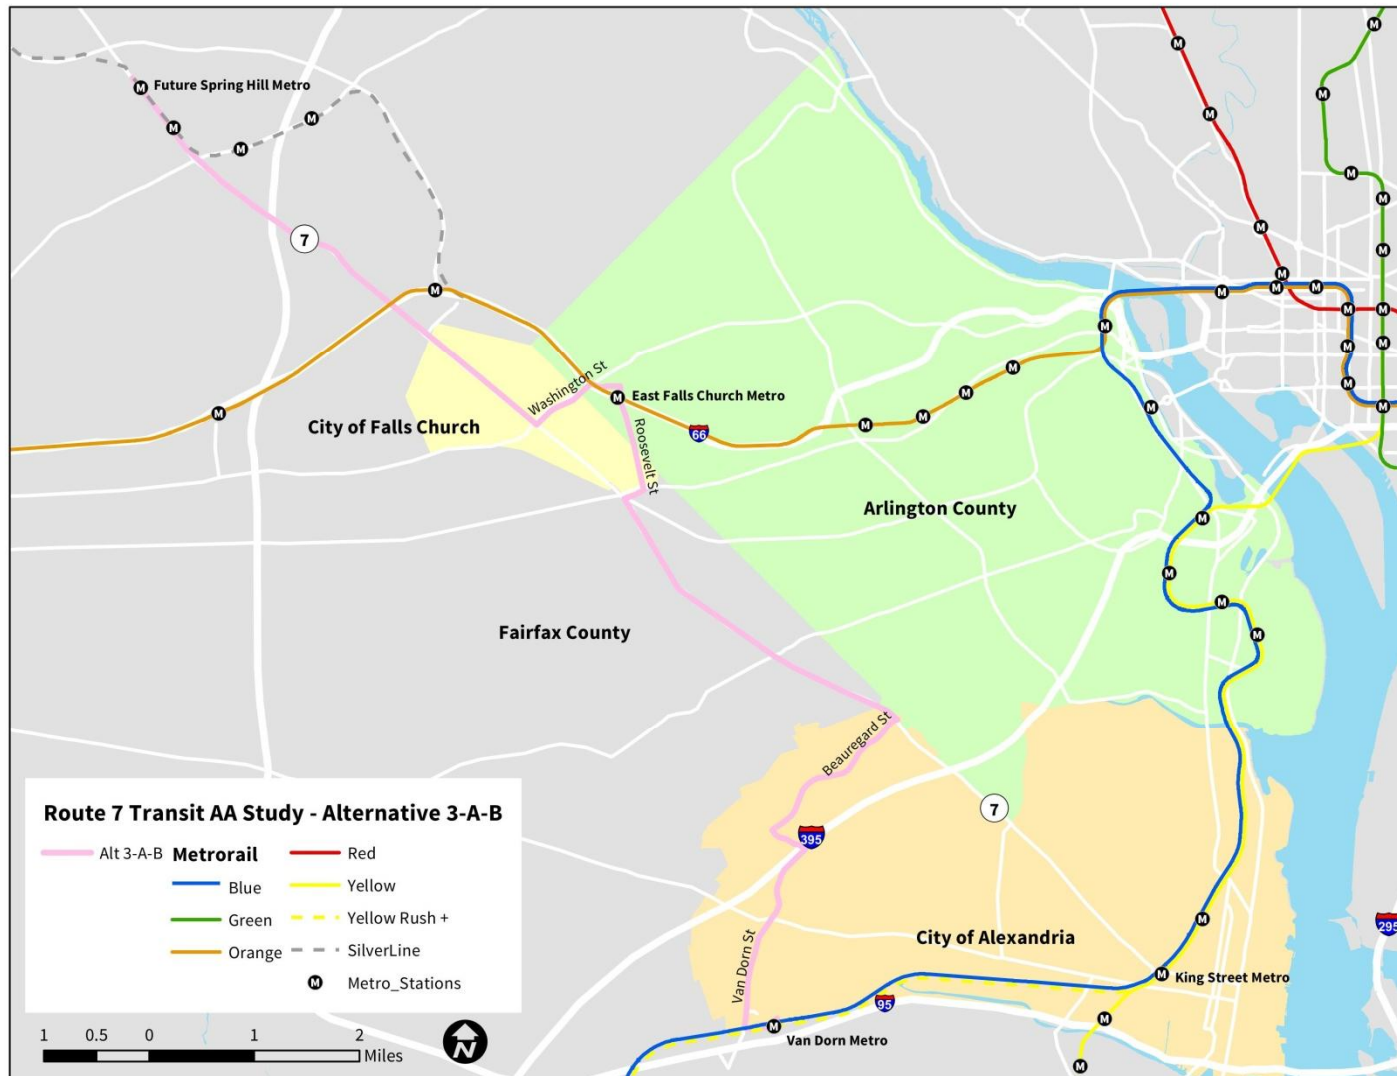 Future Spring Hill Metro
7
Washington St
East Falls Church Metro
City of Falls Church
66
Roosevelt St
Arlington County
Fairfax County
Beauregard St
7
395
City of Alexandria
295
Van Dorn St
King Street Metro
95
Van Dorn Metro
Route 7 Transit AA Study - Alternative 3-A-B
Alt 3-A-B
Metrorail
Blue
Green
Orange
Red
Yellow
Yellow Rush +
SilverLine
M Metro_Stations
1 0.5 0 1 2
Miles
N